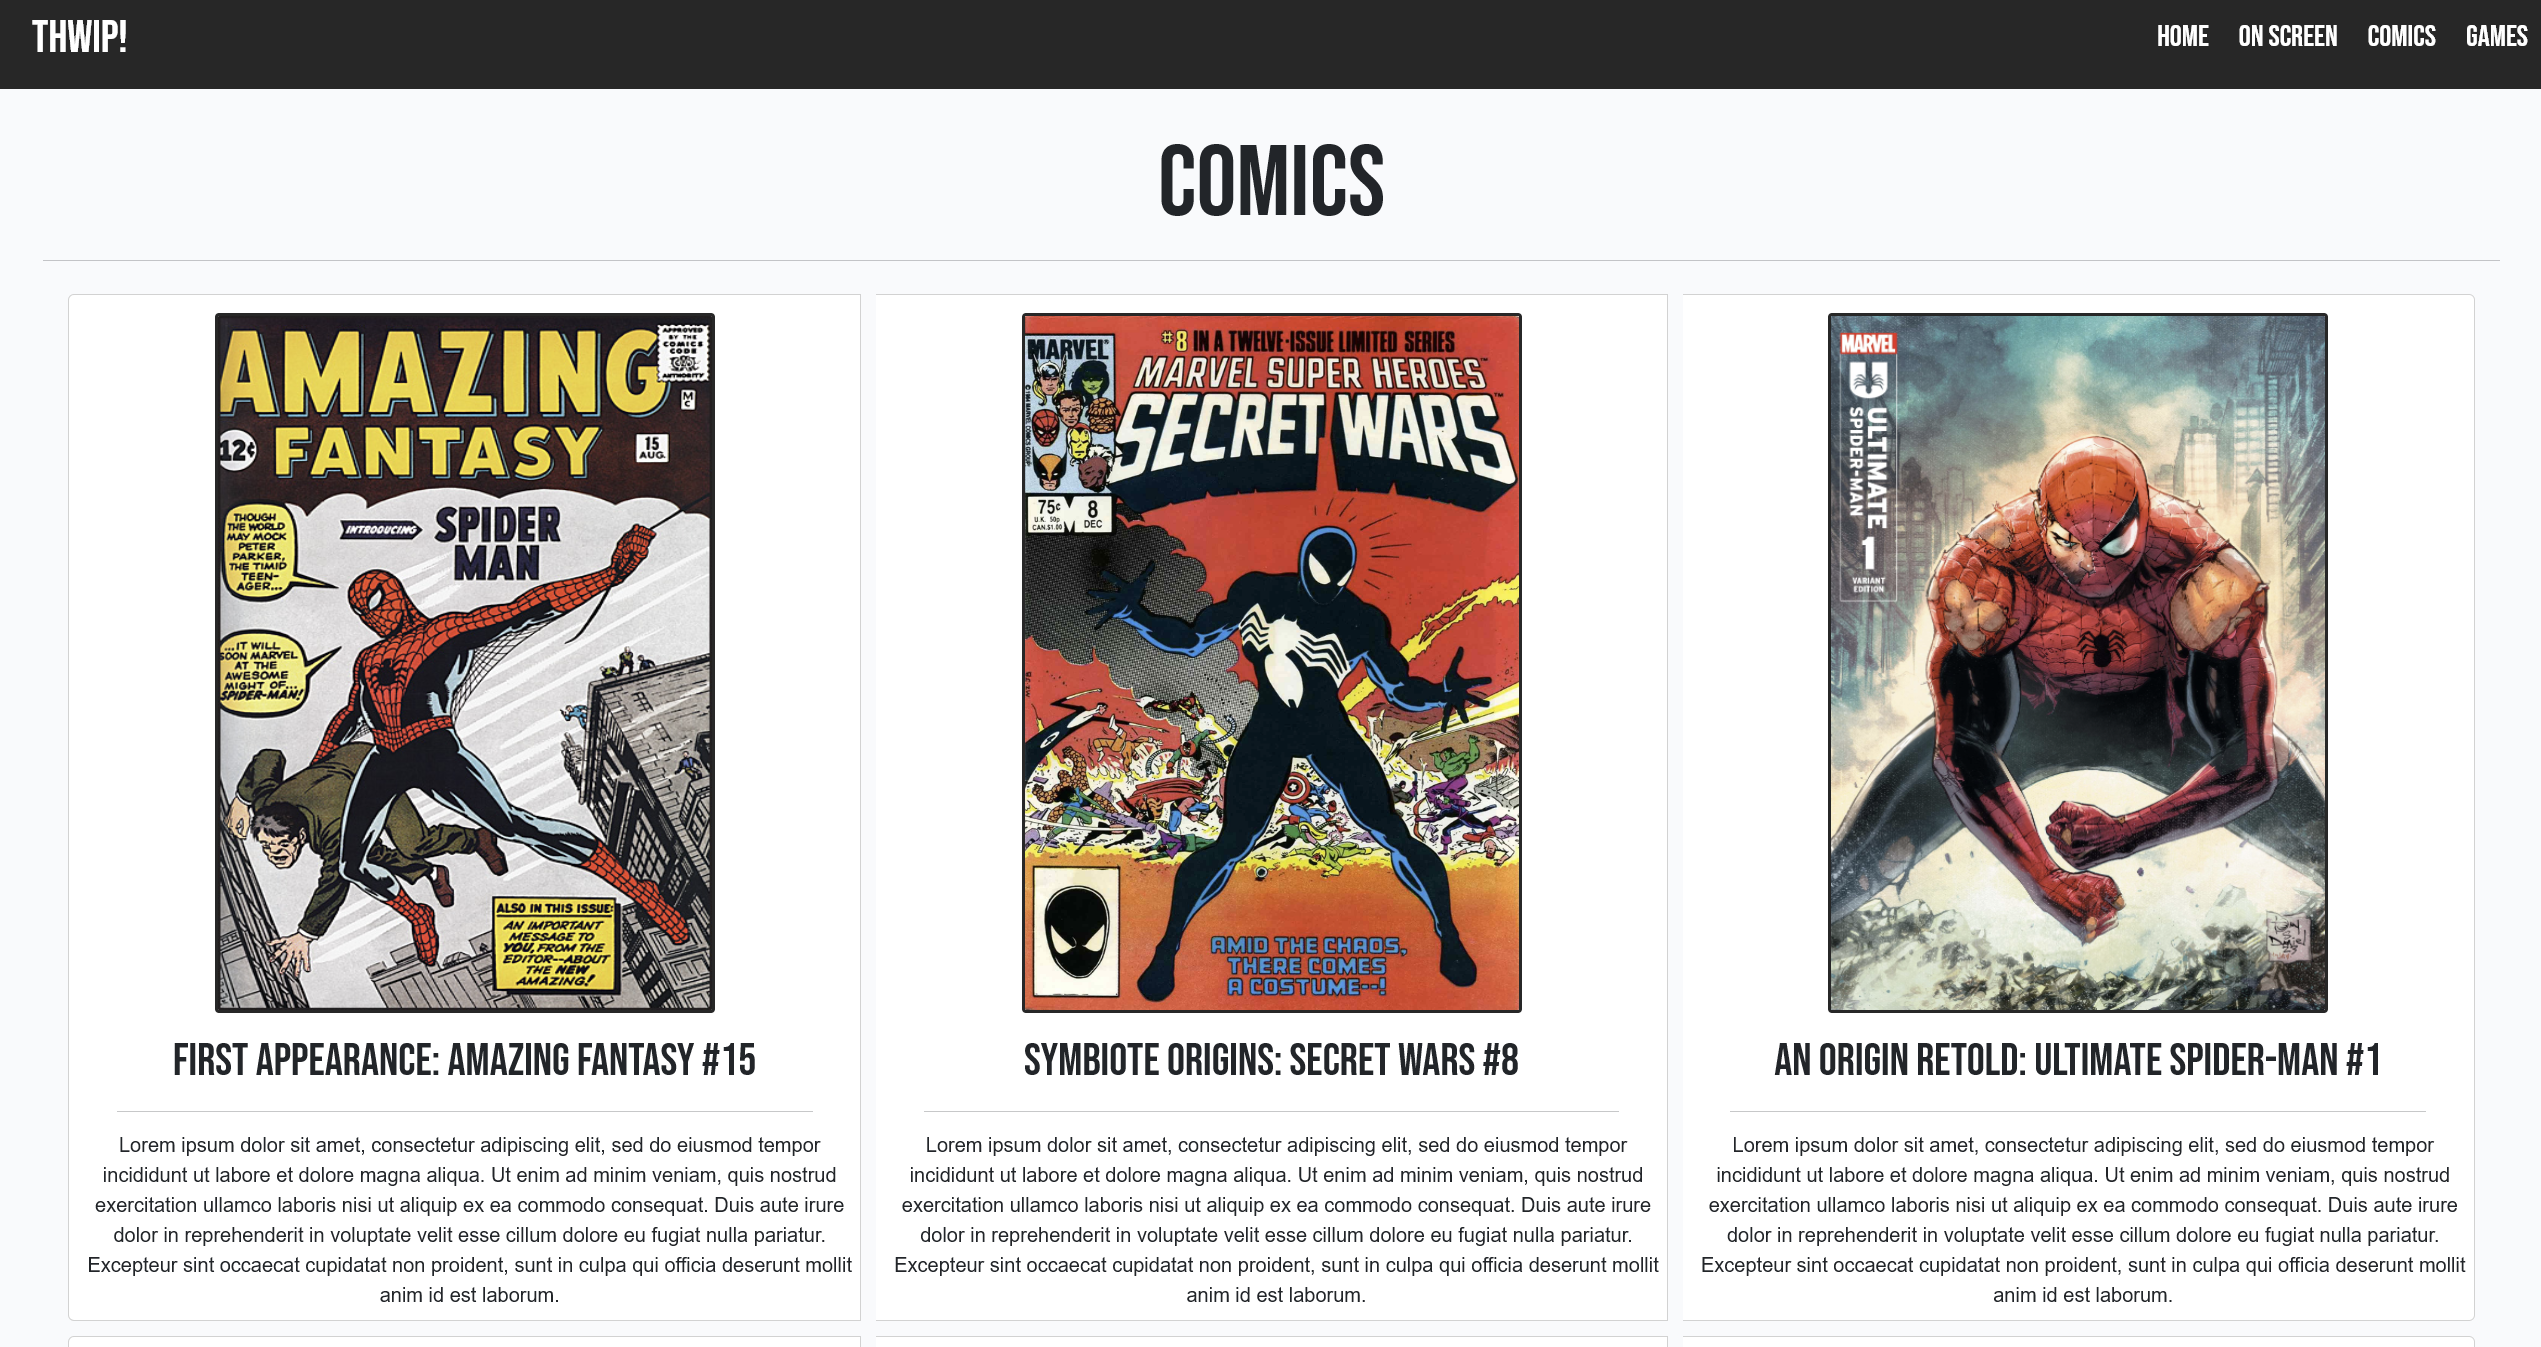 THWIP!
HOME ON SCREEN COMICS GAMES
COMICS
AMAZING
FANTASY
APPROVED
BY THE
COMICS
CODE
AUTHORITY
M
C
12¢
15
AUG.
INTRODUCING
SPIDER
MAN
THOUGH
THE WORLD
MAY MOCK
PETER
PARKER,
THE TIMID
TEEN-
AGER...
...IT WILL
SOON MARVEL
AT THE
AWESOME
MIGHT OF...
SPIDER-MAN!
ALSO IN THIS ISSUE:
AN IMPORTANT
MESSAGE TO
YOU, FROM THE
EDITOR--ABOUT
THE NEW
AMAZING!
FIRST APPEARANCE: AMAZING FANTASY #15
Lorem ipsum dolor sit amet, consectetur adipiscing elit, sed do eiusmod tempor
incididunt ut labore et dolore magna aliqua. Ut enim ad minim veniam, quis nostrud
exercitation ullamco laboris nisi ut aliquip ex ea commodo consequat. Duis aute irure
dolor in reprehenderit in voluptate velit esse cillum dolore eu fugiat nulla pariatur.
Excepteur sint occaecat cupidatat non proident, sunt in culpa qui officia deserunt mollit
anim id est laborum.
#8 IN A TWELVE-ISSUE LIMITED SERIES
MARVEL
MARVEL SUPER HEROES™
SECRET WARS™
75¢
U.K. 50p
CAN.$1.00
8
DEC
AMID THE CHAOS,
THERE COMES
A COSTUME--!
SYMBIOTE ORIGINS: SECRET WARS #8
Lorem ipsum dolor sit amet, consectetur adipiscing elit, sed do eiusmod tempor
incididunt ut labore et dolore magna aliqua. Ut enim ad minim veniam, quis nostrud
exercitation ullamco laboris nisi ut aliquip ex ea commodo consequat. Duis aute irure
dolor in reprehenderit in voluptate velit esse cillum dolore eu fugiat nulla pariatur.
Excepteur sint occaecat cupidatat non proident, sunt in culpa qui officia deserunt mollit
anim id est laborum.
MARVEL
ULTIMATE
SPIDER-MAN
1
VARIANT
EDITION
AN ORIGIN RETOLD: ULTIMATE SPIDER-MAN #1
Lorem ipsum dolor sit amet, consectetur adipiscing elit, sed do eiusmod tempor
incididunt ut labore et dolore magna aliqua. Ut enim ad minim veniam, quis nostrud
exercitation ullamco laboris nisi ut aliquip ex ea commodo consequat. Duis aute irure
dolor in reprehenderit in voluptate velit esse cillum dolore eu fugiat nulla pariatur.
Excepteur sint occaecat cupidatat non proident, sunt in culpa qui officia deserunt mollit
anim id est laborum.